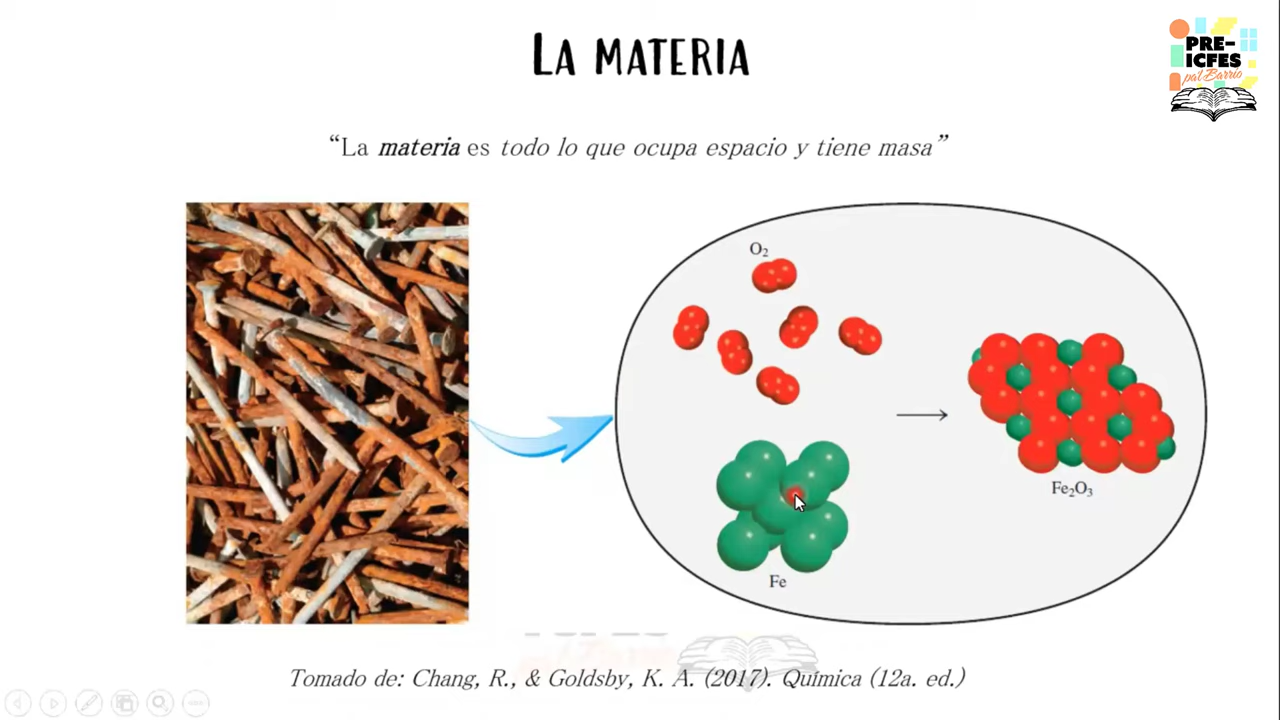 LA MATERIA
PRE-
ICFES
pal Barrio
“La materia es todo lo que ocupa espacio y tiene masa”
O₂
Fe₂O₃
Fe
Tomado de: Chang, R., & Goldsby, K. A. (2017). Química (12a. ed.)